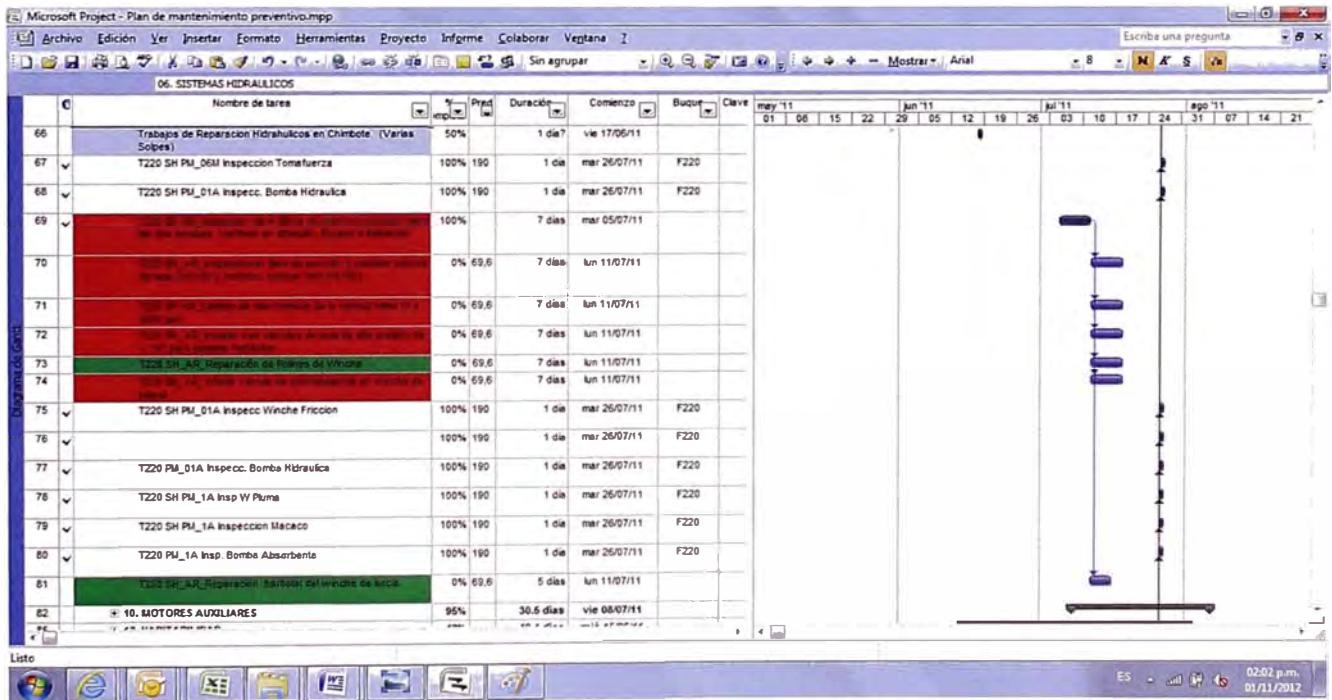 Microsoft Project - Plan de mantenimiento preventivo.mpp
Archivo Edición Ver Insertar Formato Herramientas Proyecto Informe Colaborar Ventana ?
Escriba una pregunta
Sin agrupar
Mostrar
Arial
8
N K S
06. SISTEMAS HIDRAULICOS
Nombre de tarea
%
Pred
Duración
Comienzo
Buque
Clave
may '11
jun '11
jul '11
ago '11
01 08 15 22 29 05 12 19 26 03 10 17 24 31 07 14 21
66 Trabajos de Reparacion Hidrahulicos en Chimbote (Varias 50% 1 día? vie 17/06/11
Solpes)
67 T220 SH PM_06M Inspeccion Tomafuerza 100% 190 1 día mar 26/07/11 F220
68 T220 SH PM_01A Inspecc. Bomba Hidraulica 100% 190 1 día mar 26/07/11 F220
69 100% 7 días mar 05/07/11
70 0% 69,6 7 días lun 11/07/11
71 0% 69,6 7 días lun 11/07/11
72 0% 69,6 7 días lun 11/07/11
73 T220 SH_AR_Reparación de Polines de Winche 0% 69,6 7 días lun 11/07/11
74 0% 69,6 7 días lun 11/07/11
75 T220 SH PM_01A Inspecc Winche Friccion 100% 190 1 día mar 26/07/11 F220
76 100% 190 1 día mar 26/07/11 F220
77 T220 PM_01A Inspecc. Bomba Hidraulica 100% 190 1 día mar 26/07/11 F220
78 T220 SH PM_1A Insp W Pluma 100% 190 1 día mar 26/07/11 F220
79 T220 SH PM_1A Inspeccion Macaco 100% 190 1 día mar 26/07/11 F220
80 T220 PM_1A Insp. Bomba Absorbente 100% 190 1 día mar 26/07/11 F220
81 0% 69,6 5 días lun 11/07/11
82 10. MOTORES AUXILIARES 95% 30.5 días vie 08/07/11
Diagrama de Gantt
Listo
ES
02:02 p.m.
01/11/2012